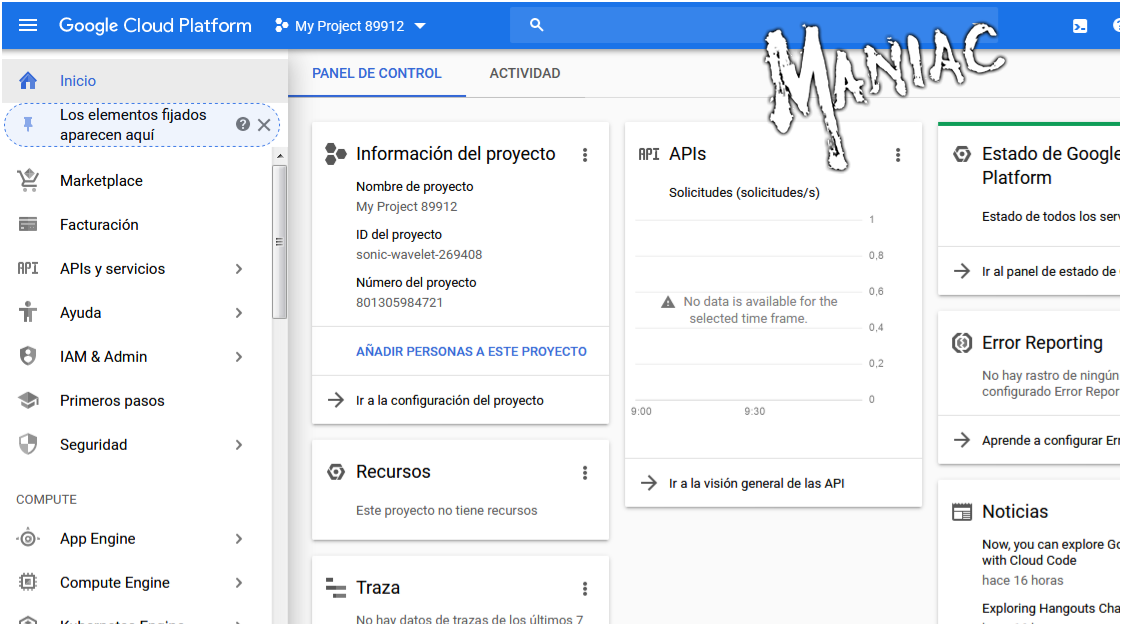 Google Cloud Platform
My Project 89912
MANIAC
Inicio
Los elementos fijados
aparecen aquí
Marketplace
Facturación
API
APIs y servicios
Ayuda
IAM & Admin
Primeros pasos
Seguridad
COMPUTE
App Engine
Compute Engine
Kubernetes Engine
PANEL DE CONTROL
ACTIVIDAD
Información del proyecto
Nombre de proyecto
My Project 89912
ID del proyecto
sonic-wavelet-269408
Número del proyecto
801305984721
AÑADIR PERSONAS A ESTE PROYECTO
Ir a la configuración del proyecto
Recursos
Este proyecto no tiene recursos
Traza
No hay datos de trazas de los últimos 7
API APIs
Solicitudes (solicitudes/s)
1
0,8
0,6
No data is available for the
selected time frame.
0,4
0,2
0
9:00
9:30
Ir a la visión general de las API
Estado de Google
Platform
Estado de todos los ser
Ir al panel de estado de
Error Reporting
No hay rastro de ningún
configurado Error Repor
Aprende a configurar Er
Noticias
Now, you can explore Go
with Cloud Code
hace 16 horas
Exploring Hangouts Cha